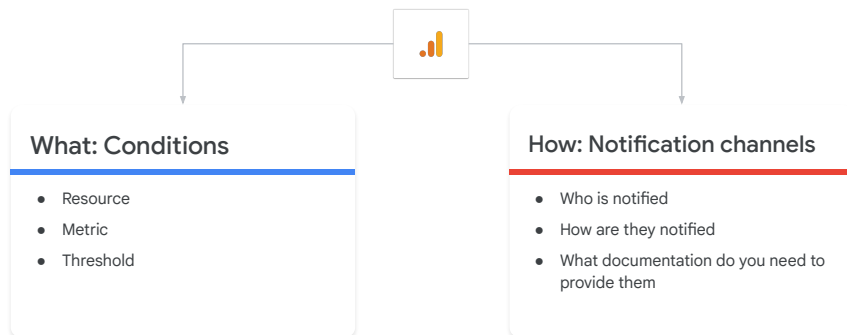 What: Conditions
● Resource
● Metric
● Threshold
How: Notification channels
● Who is notified
● How are they notified
● What documentation do you need to
provide them